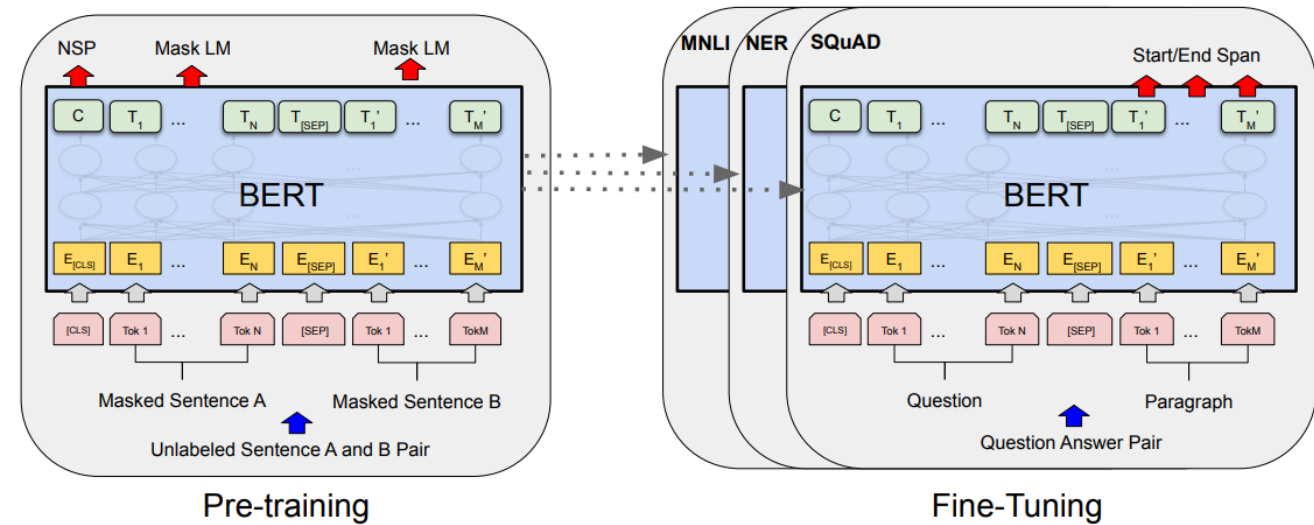 NSP Mask LM Mask LM
C T1 ... TN T[SEP] T1' ... TM'
BERT
E[CLS] E1 ... EN E[SEP] E1' ... EM'
[CLS] Tok 1 ... Tok N [SEP] Tok 1 ... TokM
Masked Sentence A Masked Sentence B
Unlabeled Sentence A and B Pair
Pre-training
MNLI NER SQuAD
Start/End Span
C T1 ... TN T[SEP] T1' ... TM'
BERT
E[CLS] E1 ... EN E[SEP] E1' ... EM'
[CLS] Tok 1 ... Tok N [SEP] Tok 1 ... TokM
Question Paragraph
Question Answer Pair
Fine-Tuning